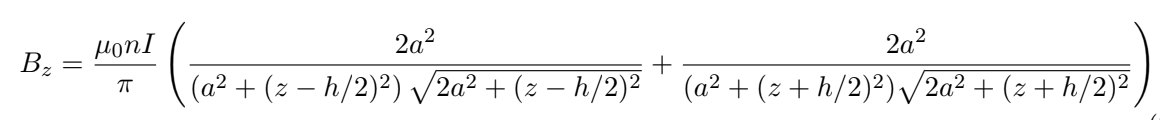 B_z = \frac{\mu_0 nI}{\pi} \left( \frac{2a^2}{(a^2 + (z - h/2)^2) \sqrt{2a^2 + (z - h/2)^2}} + \frac{2a^2}{(a^2 + (z + h/2)^2) \sqrt{2a^2 + (z + h/2)^2}} \right)